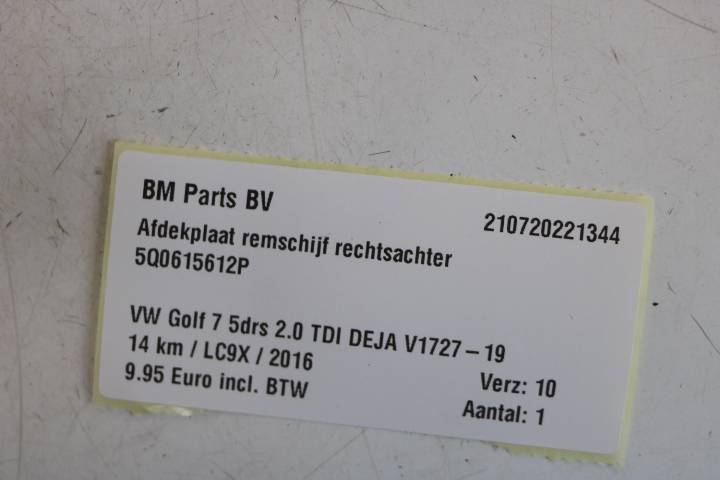 BM Parts BV
210720221344
Afdekplaat remschijf rechtsachter
5Q0615612P
VW Golf 7 5drs 2.0 TDI DEJA V1727-19
14 km / LC9X / 2016
Verz: 10
9.95 Euro incl. BTW
Aantal: 1